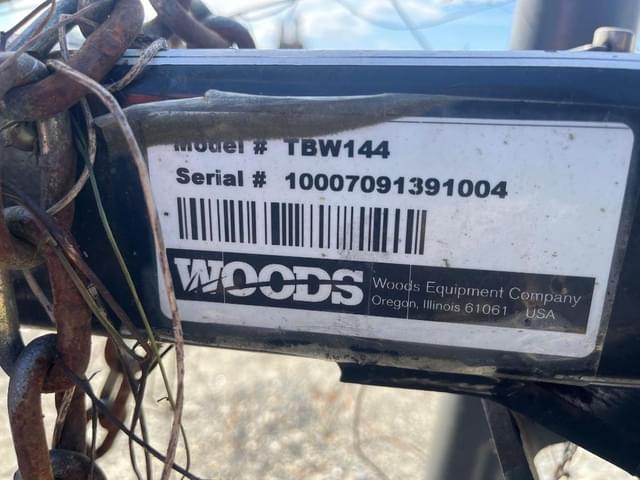 Model # TBW144
Serial # 10007091391004
WOODS
Woods Equipment Company
Oregon, Illinois 61061 USA